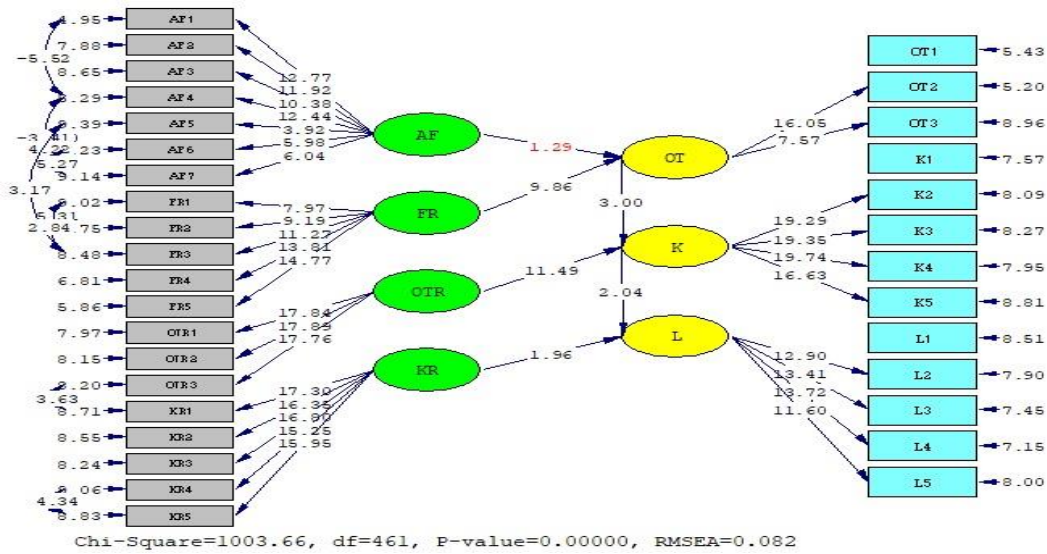 4.95 AF1
7.88 AF2
-5.52
8.65 AF3
AF4
AF5
AF6
5.27
9.14 AF7
3.17
FR1
2.84 FR2
8.48 FR3
6.81 FR4
5.86 FR5
7.97 OTR1
8.15 OTR2
OTR3
3.63
8.71 KR1
8.55 KR2
8.24 KR3
KR4
4.34
8.83 KR5
12.77
11.92
10.38
12.44
3.92
5.98
6.04
7.97
9.19
11.27
13.81
14.77
17.84
17.89
17.76
17.30
16.35
16.80
15.25
15.95
AF
FR
OTR
KR
1.29
9.86
11.49
1.96
OT
3.00
K
2.04
L
16.05
7.57
19.29
19.35
19.74
16.63
12.90
13.41
13.72
11.60
OT1 5.43
OT2 5.20
OT3 8.96
K1 7.57
K2 8.09
K3 8.27
K4 7.95
K5 8.81
L1 8.51
L2 7.90
L3 7.45
L4 7.15
L5 8.00
Chi-Square=1003.66, df=461, P-value=0.00000, RMSEA=0.082